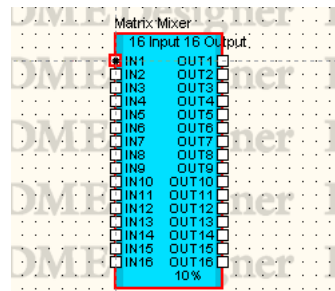 DME Designer
Matrix Mixer
16 Input 16 Output
IN1 OUT1
IN2 OUT2
IN3 OUT3
IN4 OUT4
IN5 OUT5
IN6 OUT6
IN7 OUT7
IN8 OUT8
IN9 OUT9
IN10 OUT10
IN11 OUT11
IN12 OUT12
IN13 OUT13
IN14 OUT14
IN15 OUT15
IN16 OUT16
10%